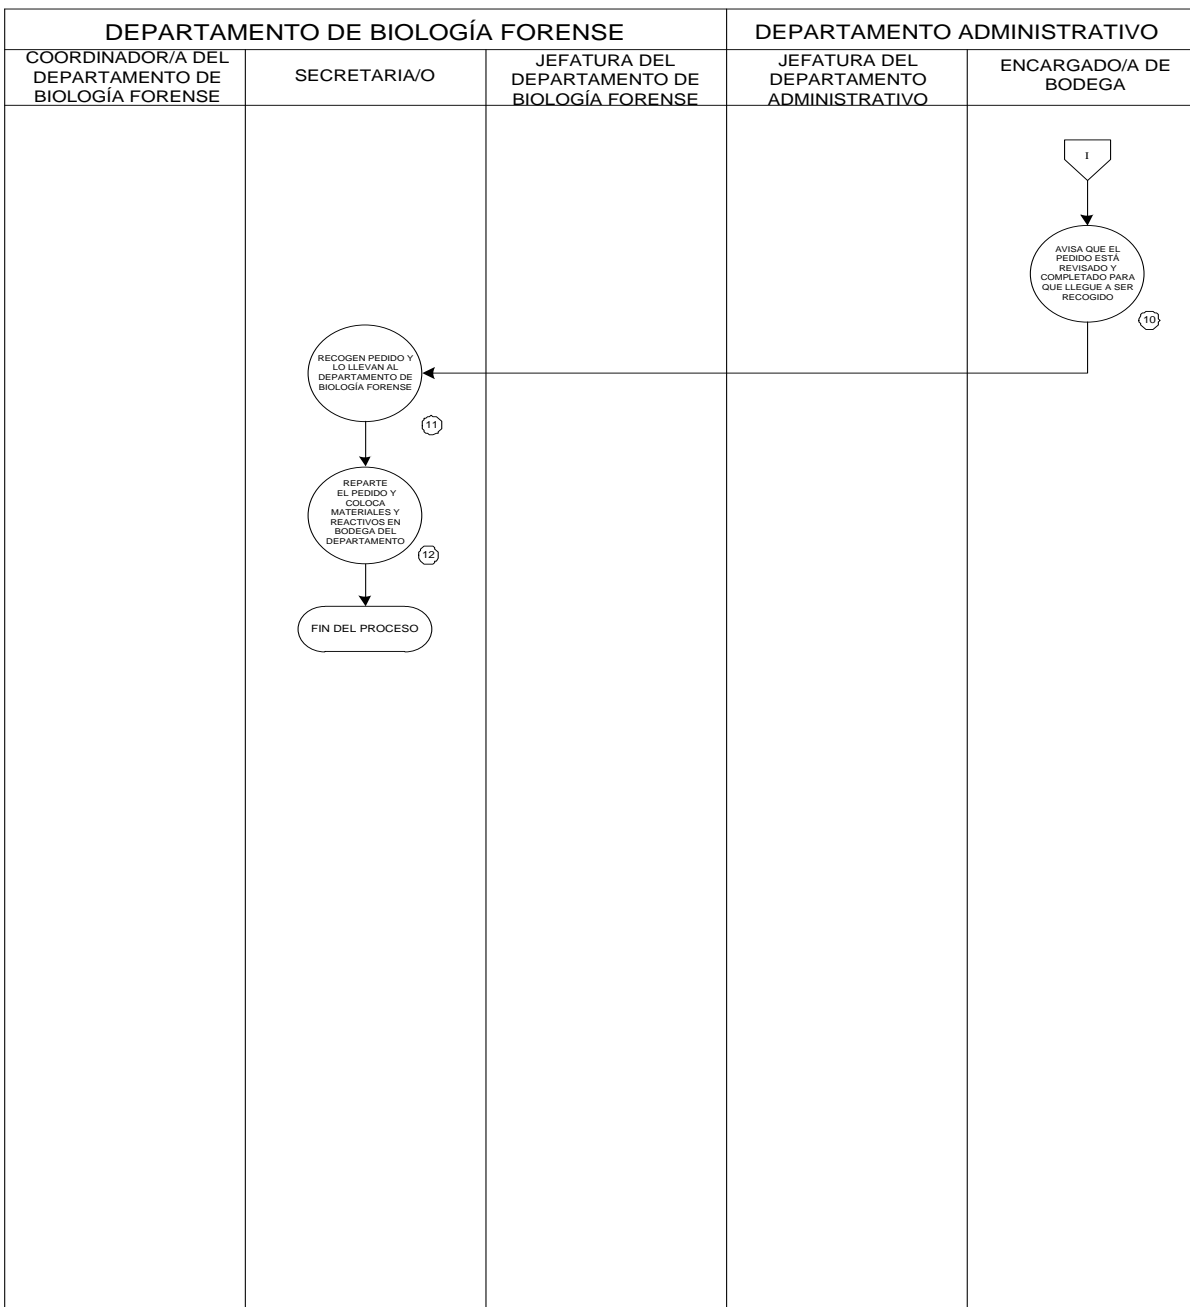 DEPARTAMENTO DE BIOLOGÍA FORENSE
DEPARTAMENTO ADMINISTRATIVO
COORDINADOR/A DEL
DEPARTAMENTO DE
BIOLOGÍA FORENSE
SECRETARIA/O
JEFATURA DEL
DEPARTAMENTO DE
BIOLOGÍA FORENSE
JEFATURA DEL
DEPARTAMENTO
ADMINISTRATIVO
ENCARGADO/A DE
BODEGA
I
AVISA QUE EL
PEDIDO ESTÁ
REVISADO Y
COMPLETADO PARA
QUE LLEGUE A SER
RECOGIDO
10
RECOGEN PEDIDO Y
LO LLEVAN AL
DEPARTAMENTO DE
BIOLOGÍA FORENSE
11
REPARTE
EL PEDIDO Y
COLOCA
MATERIALES Y
REACTIVOS EN
BODEGA DEL
DEPARTAMENTO
12
FIN DEL PROCESO